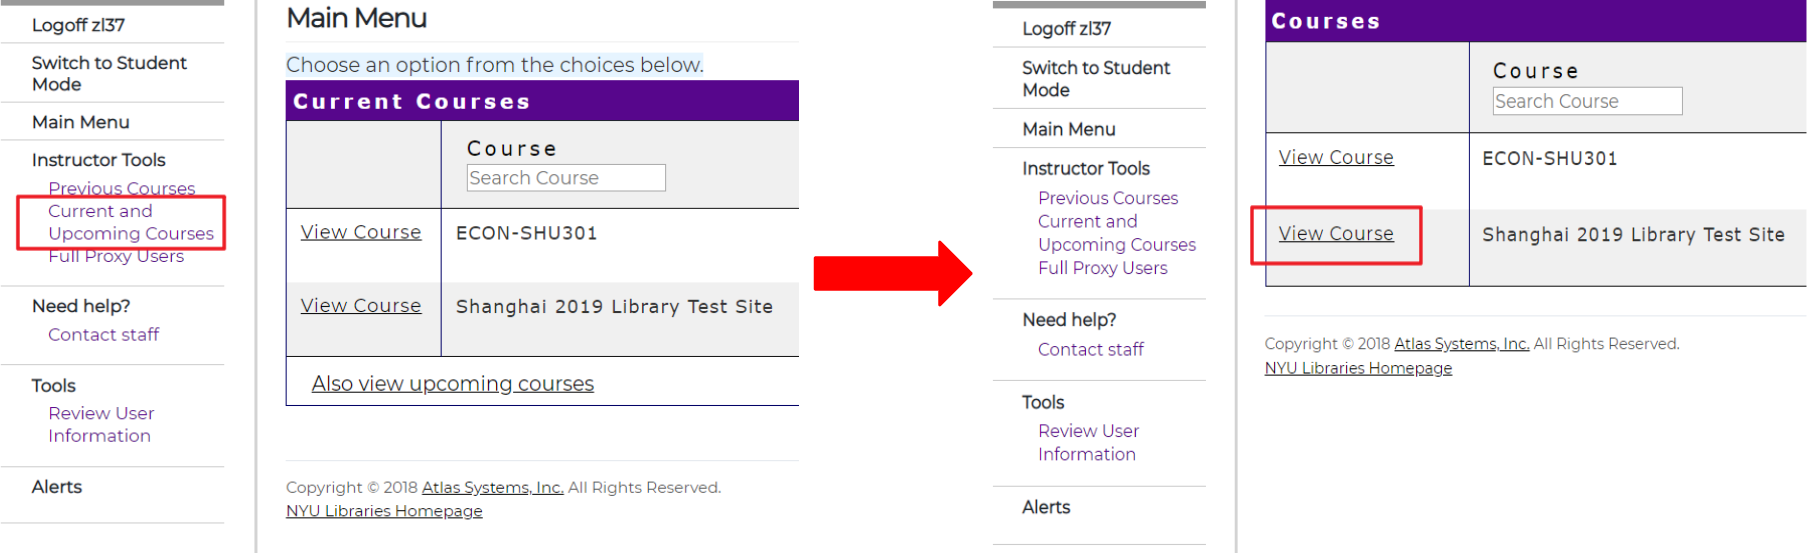 Logoff zl37
Switch to Student
Mode
Main Menu
Instructor Tools
Previous Courses
Current and
Upcoming Courses
Full Proxy Users
Need help?
Contact staff
Tools
Review User
Information
Alerts
Main Menu
Choose an option from the choices below.
Current Courses
Course
Search Course
View Course ECON-SHU301
View Course Shanghai 2019 Library Test Site
Also view upcoming courses
Copyright © 2018 Atlas Systems, Inc. All Rights Reserved.
NYU Libraries Homepage
Logoff zl37
Switch to Student
Mode
Main Menu
Instructor Tools
Previous Courses
Current and
Upcoming Courses
Full Proxy Users
Need help?
Contact staff
Tools
Review User
Information
Alerts
Courses
Course
Search Course
View Course ECON-SHU301
View Course Shanghai 2019 Library Test Site
Copyright © 2018 Atlas Systems, Inc. All Rights Reserved.
NYU Libraries Homepage